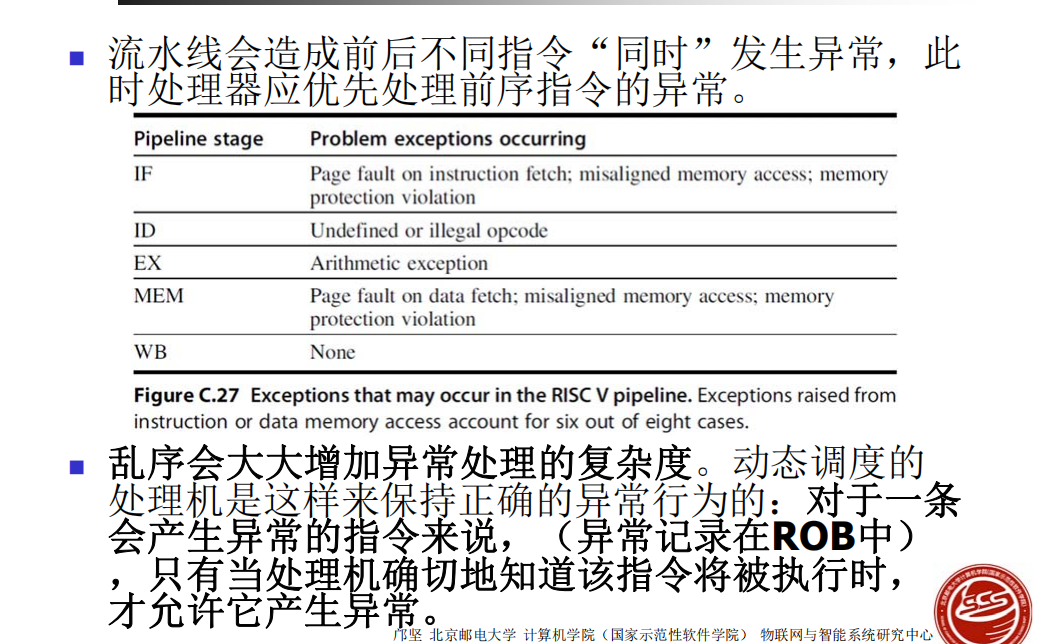 流水线会造成前后不同指令“同时”发生异常，此
时处理器应优先处理前序指令的异常。
Pipeline stage Problem exceptions occurring
IF Page fault on instruction fetch; misaligned memory access; memory
protection violation
ID Undefined or illegal opcode
EX Arithmetic exception
MEM Page fault on data fetch; misaligned memory access; memory
protection violation
WB None
Figure C.27 Exceptions that may occur in the RISC V pipeline. Exceptions raised from
instruction or data memory access account for six out of eight cases.
乱序会大大增加异常处理的复杂度。动态调度的
处理机是这样来保持正确的异常行为的：对于一条
会产生异常的指令来说，（异常记录在ROB中）
，只有当处理机确切地知道该指令将被执行时，
才允许它产生异常。
邝坚 北京邮电大学 计算机学院（国家示范性软件学院） 物联网与智能系统研究中心